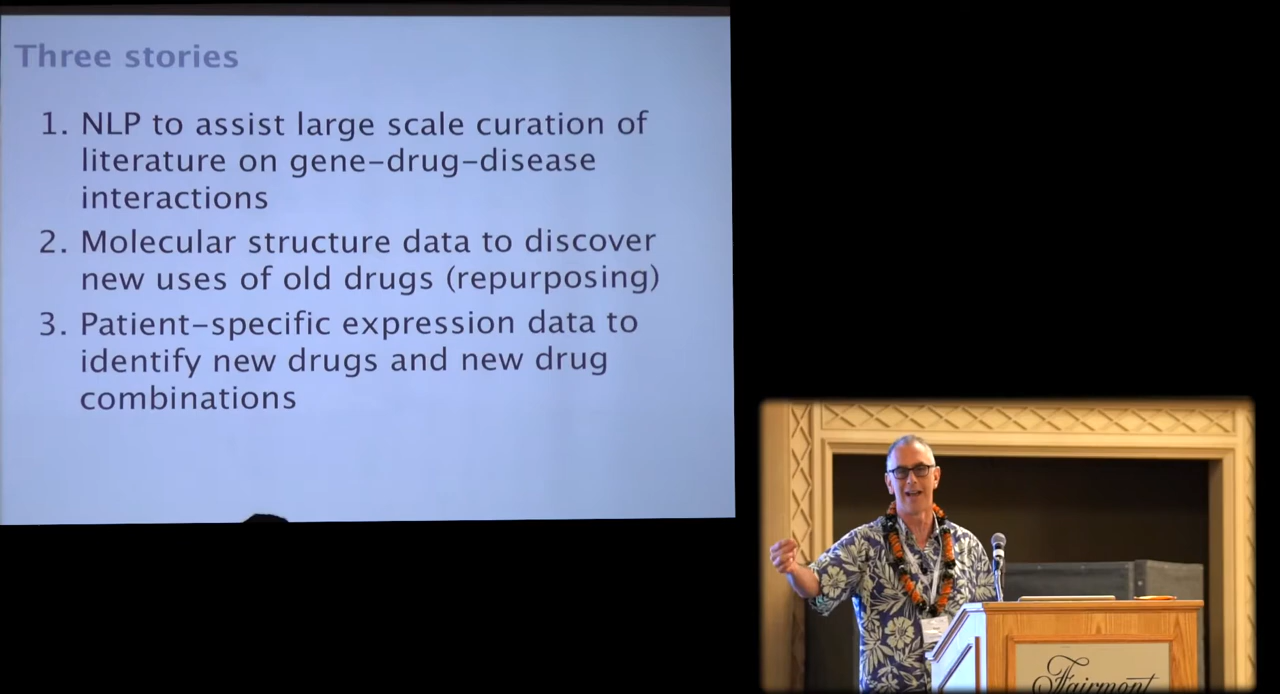 Three stories
1. NLP to assist large scale curation of
literature on gene-drug-disease
interactions
2. Molecular structure data to discover
new uses of old drugs (repurposing)
3. Patient-specific expression data to
identify new drugs and new drug
combinations
Fairmont